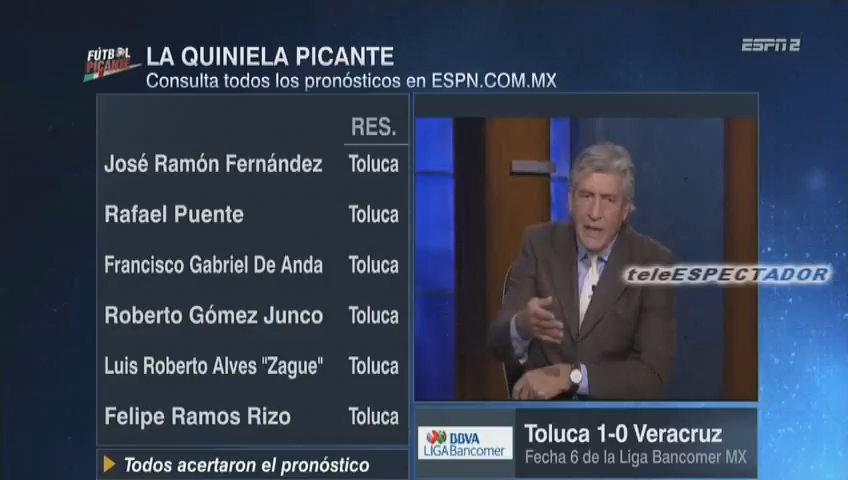 FÚTBOL
PICANTE
LA QUINIELA PICANTE
Consulta todos los pronósticos en ESPN.COM.MX
ESPN2
RES.
José Ramón Fernández Toluca
Rafael Puente Toluca
Francisco Gabriel De Anda Toluca
Roberto Gómez Junco Toluca
Luis Roberto Alves "Zague" Toluca
Felipe Ramos Rizo Toluca
Todos acertaron el pronóstico
teleESPECTADOR
BBVA
LIGA Bancomer
Toluca 1-0 Veracruz
Fecha 6 de la Liga Bancomer MX